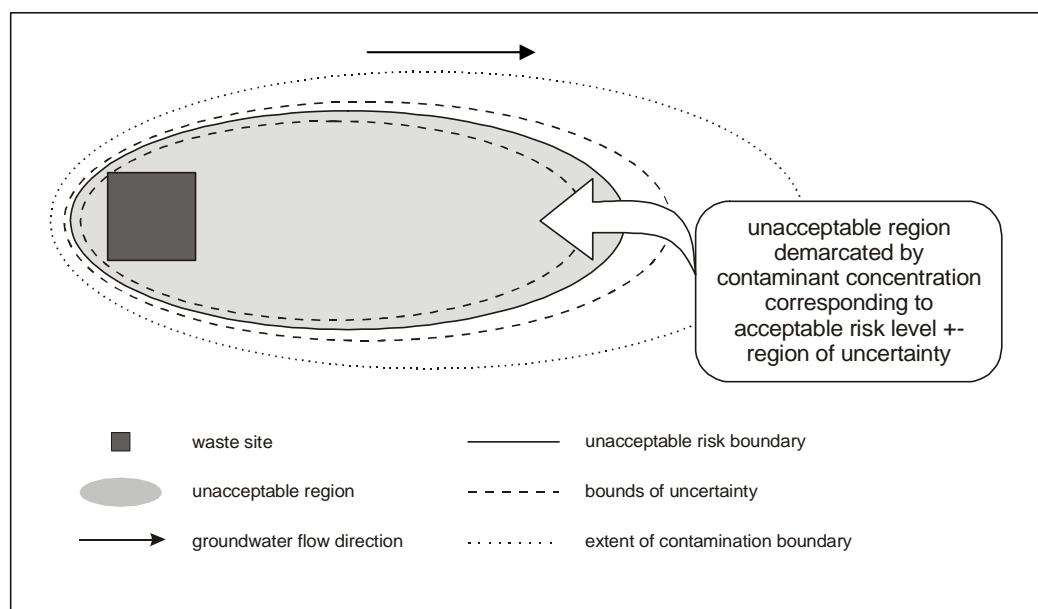 unacceptable region
demarcated by
contaminant concentration
corresponding to
acceptable risk level +-
region of uncertainty
waste site
unacceptable risk boundary
unacceptable region
bounds of uncertainty
groundwater flow direction
extent of contamination boundary